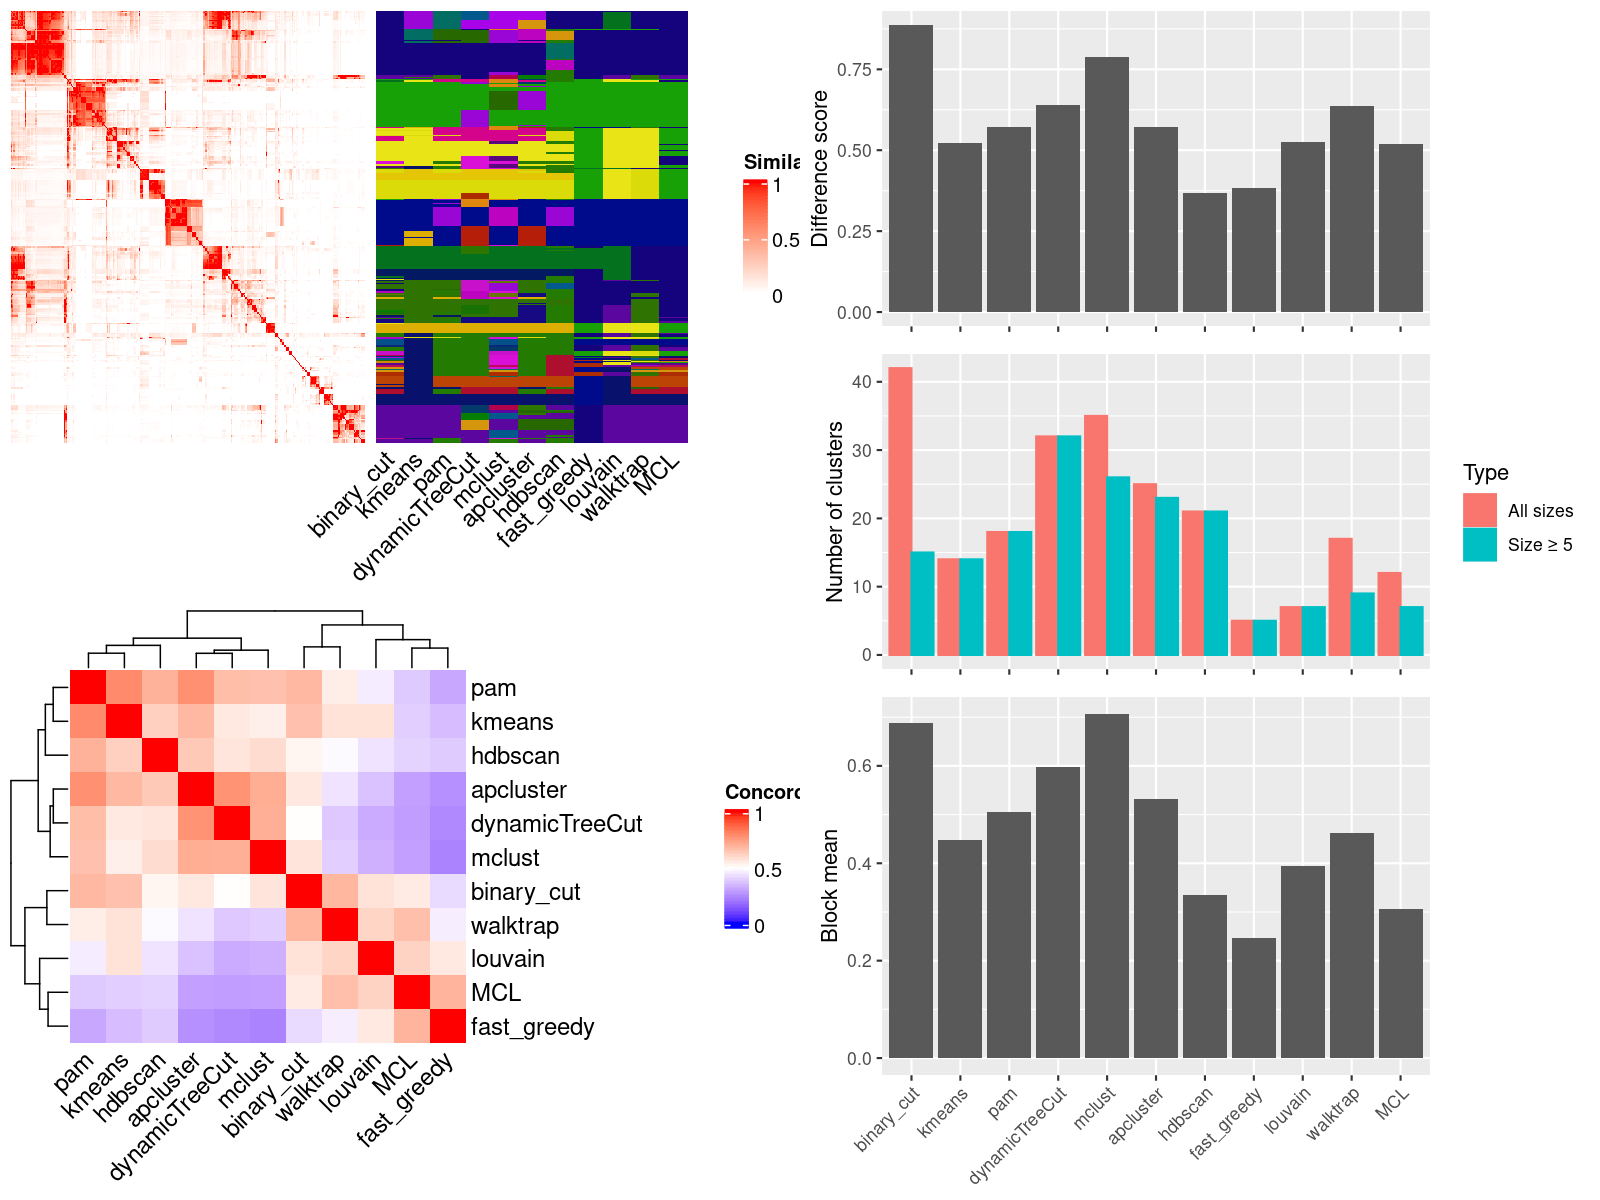 Simila
1
0.5
0
binary_cut
kmeans
pam
dynamicTreeCut
mclust
apcluster
hdbscan
fast_greedy
louvain
walktrap
MCL
pam
kmeans
hdbscan
apcluster
dynamicTreeCut
mclust
binary_cut
walktrap
louvain
MCL
fast_greedy
pam
kmeans
hdbscan
apcluster
dynamicTreeCut
mclust
binary_cut
walktrap
louvain
MCL
fast_greedy
Concord
1
0.5
0
Difference score
0.75
0.50
0.25
0.00
Number of clusters
40
30
20
10
0
Type
All sizes
Size ≥ 5
Block mean
0.6
0.4
0.2
0.0
binary_cut
kmeans
pam
dynamicTreeCut
mclust
apcluster
hdbscan
fast_greedy
louvain
walktrap
MCL